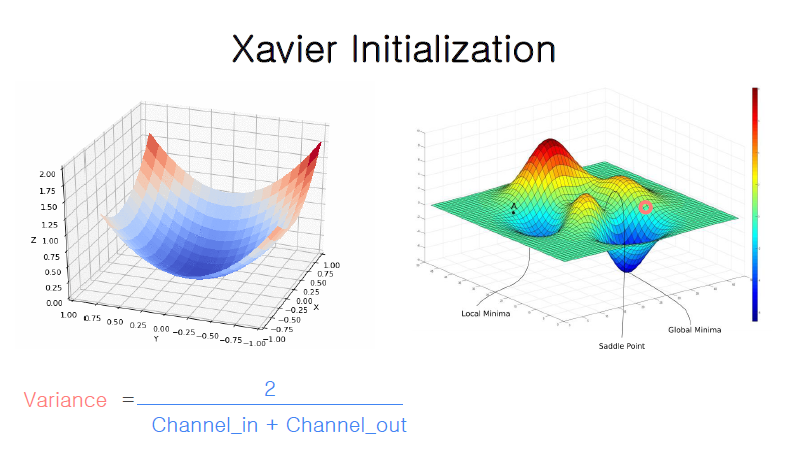 Xavier Initialization
2.00
1.75
1.50
1.25
Z 1.00
0.75
0.50
0.25
0.00
1.00 0.75 0.50 0.25 0.00 −0.25 −0.50 −0.75 −1.00
Y
1.00
0.75
0.50
0.25
0.00
X
−0.25
−0.50
−0.75
−1.00
A
Local Minima
Saddle Point
Global Minima
Variance = 2
Channel_in + Channel_out